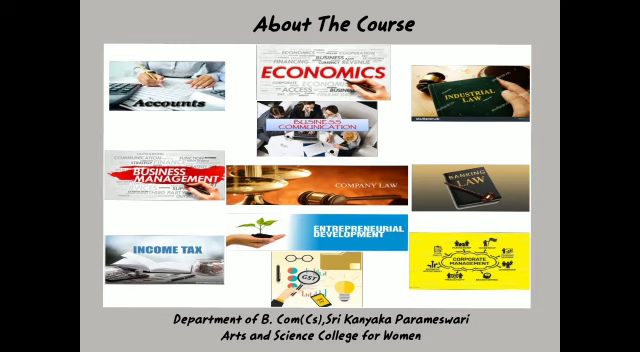 About The Course
Accounts
ECONOMICS
INDUSTRIAL
LAW
BUSINESS
COMMUNICATION
BUSINESS
MANAGEMENT
COMPANY LAW
BANKING
LAW
ENTREPRENEURIAL
DEVELOPMENT
INCOME TAX
CORPORATE
MANAGEMENT
GST
Department of B. Com(Cs),Sri Kanyaka Parameswari
Arts and Science College for Women